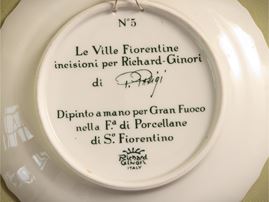 N°5
Le Ville Fiorentine
incisioni per Richard-Ginori
di
Dipinto a mano per Gran Fuoco
nella F.ª di Porcellane
di S.º Fiorentino
Richard
Ginori
ITALY